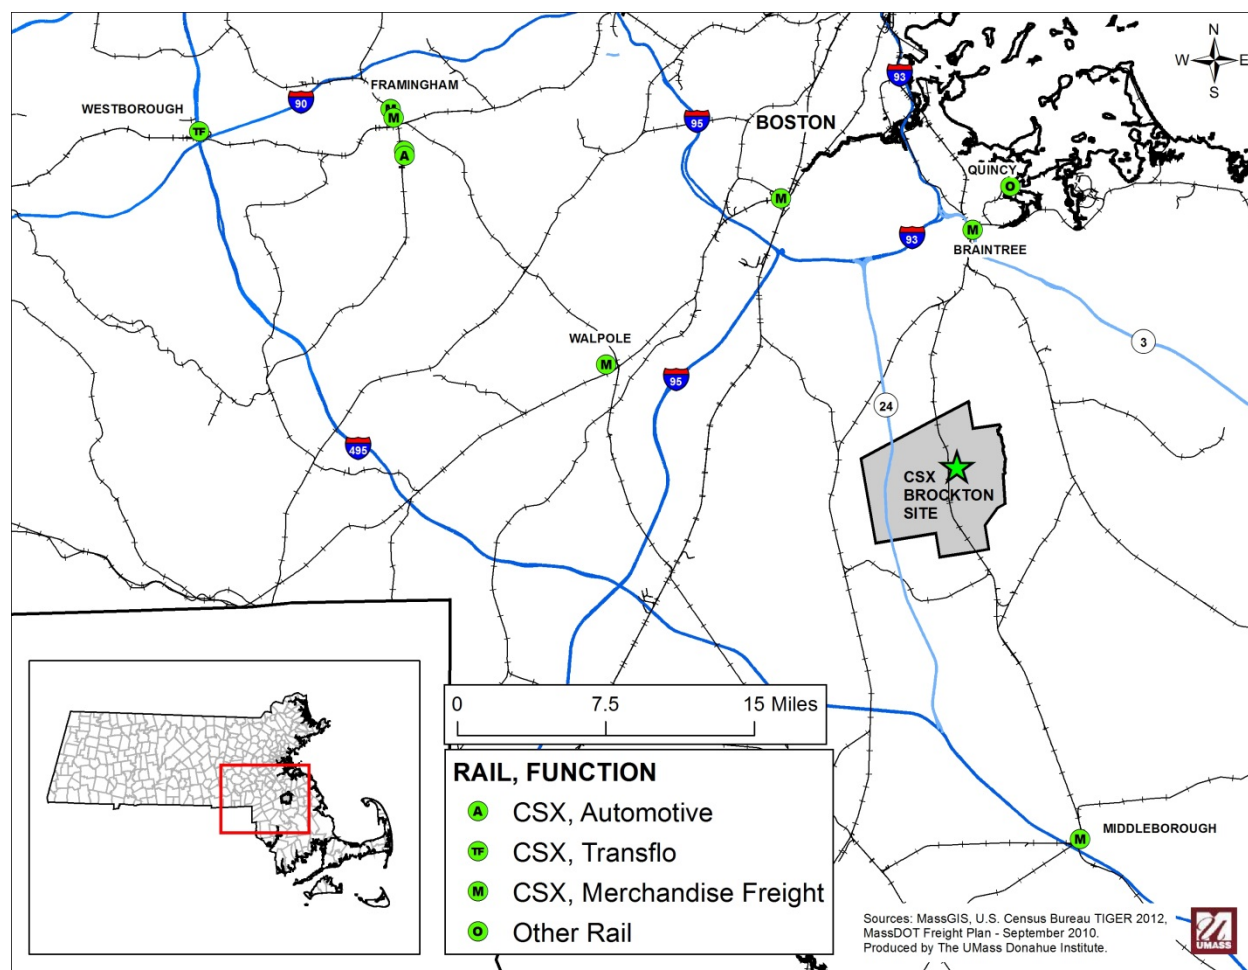 N
W E
S
93
FRAMINGHAM
WESTBOROUGH
90
M
M
TF
A
95
BOSTON
QUINCY
O
M
M
93
BRAINTREE
WALPOLE
M
3
95
24
495
CSX
BROCKTON
SITE
0 7.5 15 Miles
RAIL, FUNCTION
A CSX, Automotive
TF CSX, Transflo
M CSX, Merchandise Freight
O Other Rail
M
MIDDLEBOROUGH
Sources: MassGIS, U.S. Census Bureau TIGER 2012,
MassDOT Freight Plan - September 2010.
Produced by The UMass Donahue Institute.
UMASS